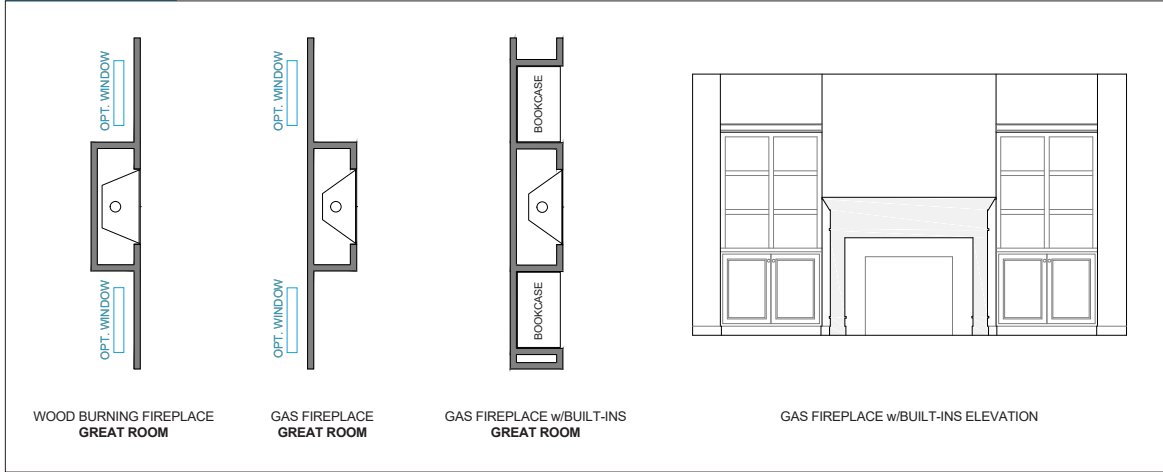 OPT. WINDOW
OPT. WINDOW
WOOD BURNING FIREPLACE
GREAT ROOM
OPT. WINDOW
OPT. WINDOW
GAS FIREPLACE
GREAT ROOM
BOOKCASE
BOOKCASE
GAS FIREPLACE w/BUILT-INS
GREAT ROOM
GAS FIREPLACE w/BUILT-INS ELEVATION